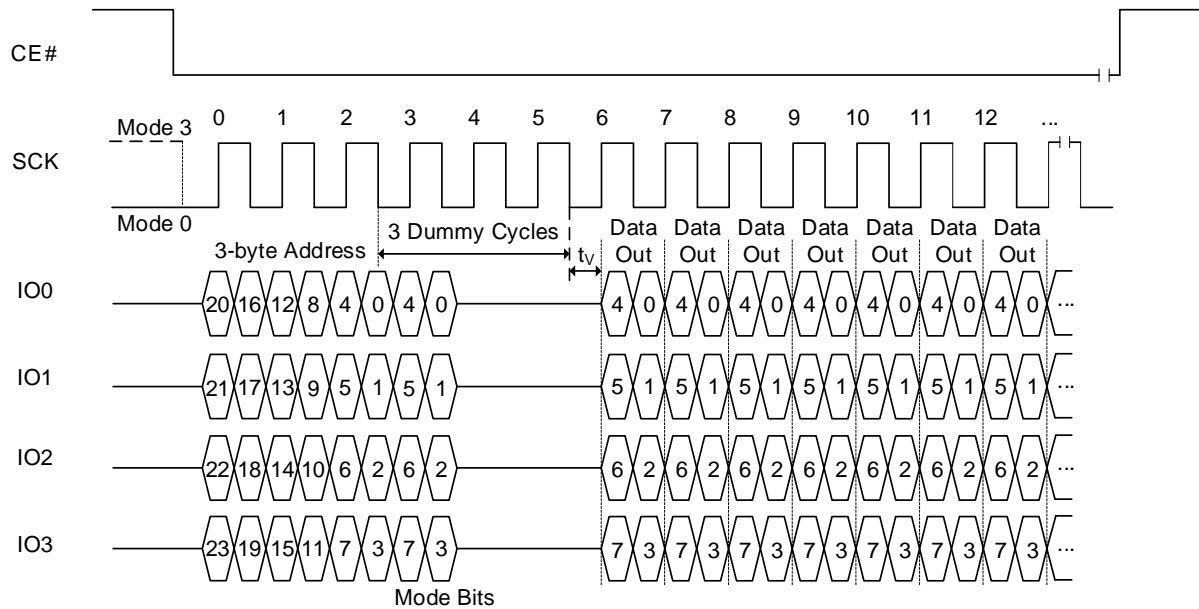 CE#
0 1 2 3 4 5 6 7 8 9 10 11 12 ...
Mode 3
SCK
Mode 0
3 Dummy Cycles
Data Data Data Data Data Data Data
3-byte Address
tV
Out Out Out Out Out Out Out
IO0 20 16 12 8 4 0 4 0 4 0 4 0 4 0 4 0 4 0 4 0 4 0 ...
IO1 21 17 13 9 5 1 5 1 5 1 5 1 5 1 5 1 5 1 5 1 5 1 ...
IO2 22 18 14 10 6 2 6 2 6 2 6 2 6 2 6 2 6 2 6 2 6 2 ...
IO3 23 19 15 11 7 3 7 3 7 3 7 3 7 3 7 3 7 3 7 3 7 3 ...
Mode Bits